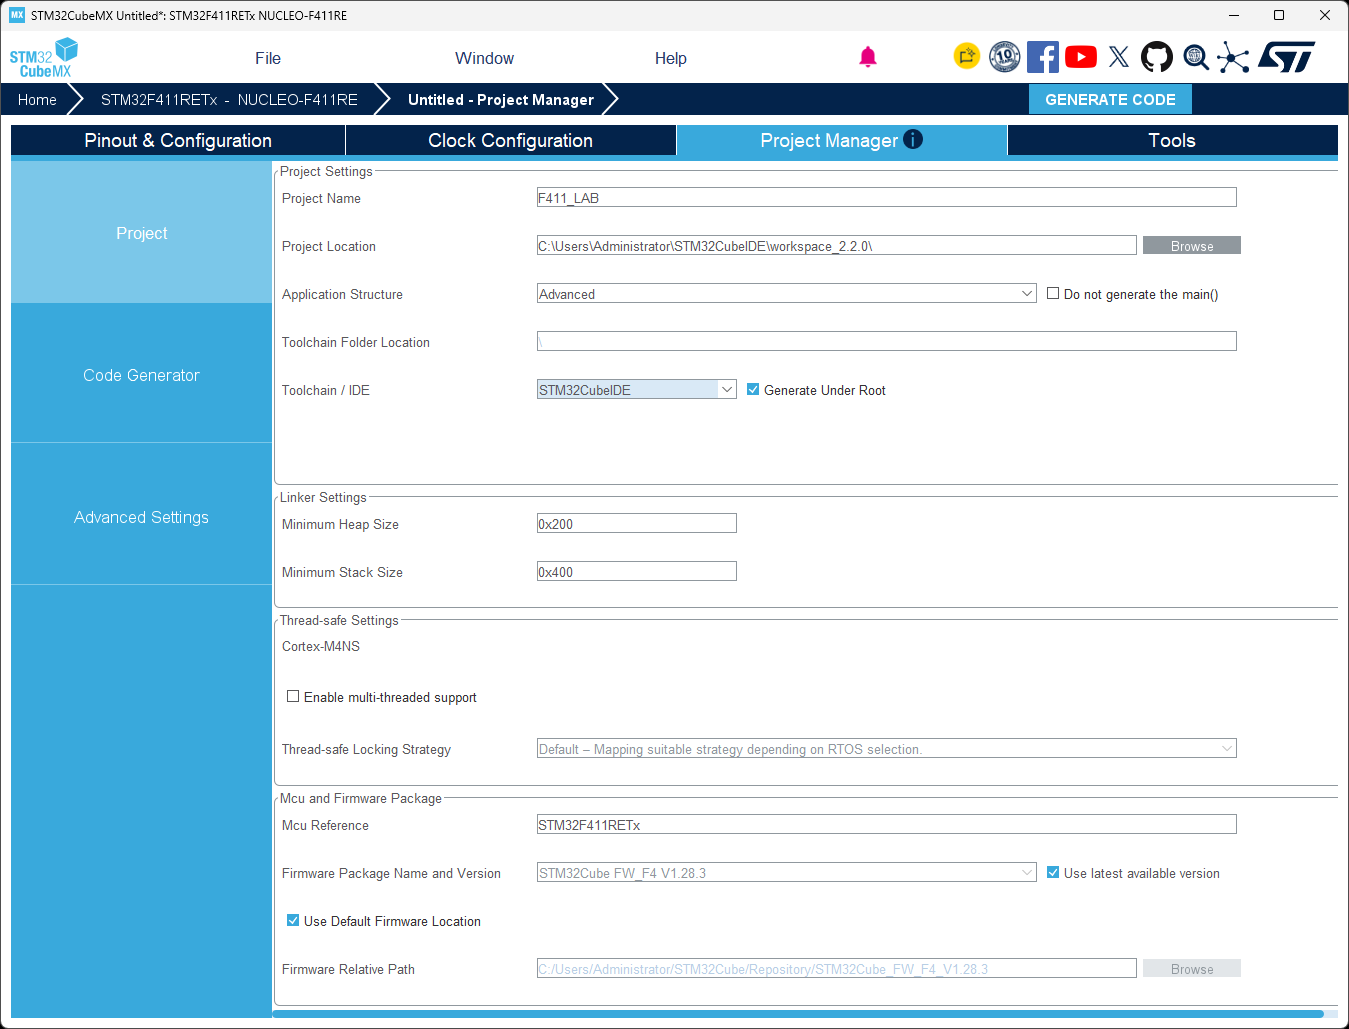 MX STM32CubeMX Untitled*: STM32F411RETx NUCLEO-F411RE
STM32
CubeMX
File
Window
Help
10
Home
STM32F411RETx - NUCLEO-F411RE
Untitled - Project Manager
GENERATE CODE
Pinout & Configuration
Clock Configuration
Project Manager
Tools
Project
Code Generator
Advanced Settings
Project Settings
Project Name
F411_LAB
Project Location
C:\Users\Administrator\STM32CubeIDE\workspace_2.2.0\
Browse
Application Structure
Advanced
Do not generate the main()
Toolchain Folder Location
\
Toolchain / IDE
STM32CubeIDE
Generate Under Root
Linker Settings
Minimum Heap Size
0x200
Minimum Stack Size
0x400
Thread-safe Settings
Cortex-M4NS
Enable multi-threaded support
Thread-safe Locking Strategy
Default – Mapping suitable strategy depending on RTOS selection.
Mcu and Firmware Package
Mcu Reference
STM32F411RETx
Firmware Package Name and Version
STM32Cube FW_F4 V1.28.3
Use latest available version
Use Default Firmware Location
Firmware Relative Path
C:/Users/Administrator/STM32Cube/Repository/STM32Cube_FW_F4_V1.28.3
Browse